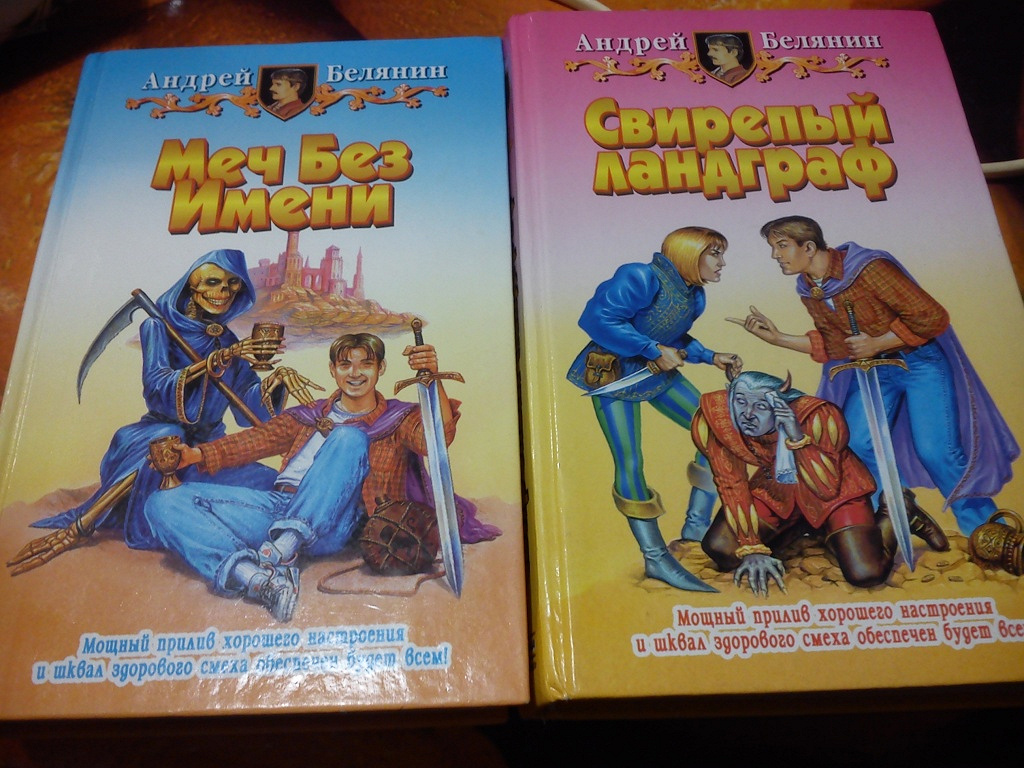 Андрей Белянин
Меч Без
Имени
Мощный прилив хорошего настроения
и шквал здорового смеха обеспечен будет всем!
Андрей Белянин
Свирепый
ландграф
Мощный прилив хорошего настроения
и шквал здорового смеха обеспечен будет все